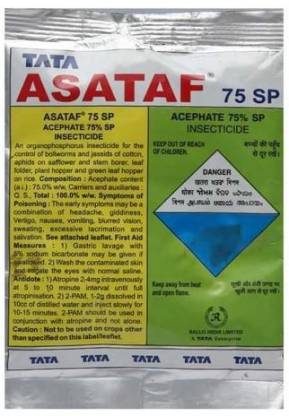 TATA
ASATAF® 75 SP
ASATAF® 75 SP
ACEPHATE 75% SP
INSECTICIDE
An organophosphorus insecticide for the
control of bollworms and jassids of cotton,
aphids on safflower and stem borer, leaf
folder, plant hopper and green leaf hopper
on rice. Composition : Acephate content
(a.i.) : 75.0% w/w, Carriers and auxiliaries :
Q. S., Total : 100.0% w/w. Symptoms of
Poisoning : The early symptoms may be a
combination of headache, giddiness,
Vertigo, nausea, vomiting, blurred vision,
sweating, excessive lacrimation and
salivation. See attached leaflet. First Aid
Measures : 1) Gastric lavage with
5% sodium bicarbonate may be given if
swallowed. 2) Wash the contaminated skin
and irrigate the eyes with normal saline.
Antidote : 1) Atropine 2-4mg intravenously
at 5 to 10 minute interval until full
atropinisation. 2) 2-PAM, 1-2g dissolved in
10cc of distilled water and inject slowly for
10-15 minutes. 2-PAM should be used in
conjunction with atropine and not alone.
Caution : Not to be used on crops other
than specified on this label/leaflet.
ACEPHATE 75% SP
INSECTICIDE
KEEP OUT OF REACH
OF CHILDREN.
बच्चों की पहुँच
से दूर रखें।
DANGER
Keep away from heat
and open flame.
RALLIS INDIA LIMITED
A TATA Enterprise
TATA TATA TATA TATA TATA